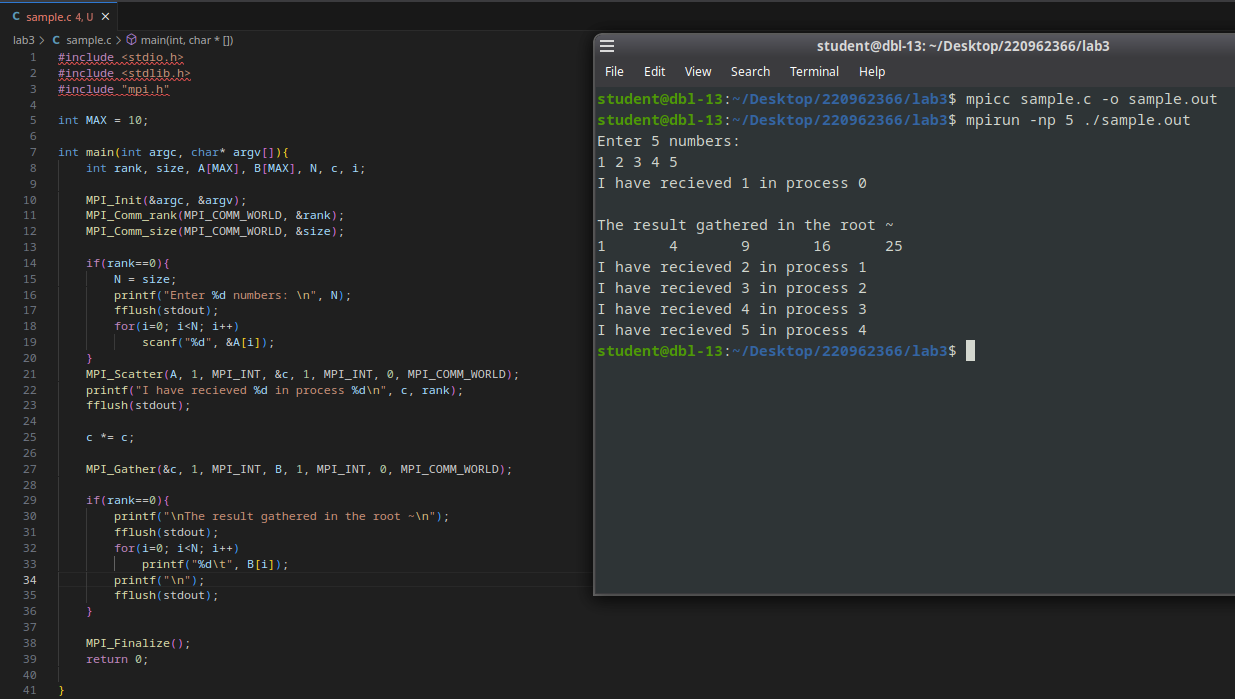 C sample.c 4, U ×
lab3 > C sample.c > main(int, char * [])
1 #include <stdio.h>
2 #include <stdlib.h>
3 #include "mpi.h"
4
5 int MAX = 10;
6
7 int main(int argc, char* argv[]){
8 int rank, size, A[MAX], B[MAX], N, c, i;
9
10 MPI_Init(&argc, &argv);
11 MPI_Comm_rank(MPI_COMM_WORLD, &rank);
12 MPI_Comm_size(MPI_COMM_WORLD, &size);
13
14 if(rank==0){
15 N = size;
16 printf("Enter %d numbers: \n", N);
17 fflush(stdout);
18 for(i=0; i<N; i++)
19 scanf("%d", &A[i]);
20 }
21 MPI_Scatter(A, 1, MPI_INT, &c, 1, MPI_INT, 0, MPI_COMM_WORLD);
22 printf("I have recieved %d in process %d\n", c, rank);
23 fflush(stdout);
24
25 c *= c;
26
27 MPI_Gather(&c, 1, MPI_INT, B, 1, MPI_INT, 0, MPI_COMM_WORLD);
28
29 if(rank==0){
30 printf("\nThe result gathered in the root ~\n");
31 fflush(stdout);
32 for(i=0; i<N; i++)
33 printf("%d\t", B[i]);
34 printf("\n");
35 fflush(stdout);
36 }
37
38 MPI_Finalize();
39 return 0;
40
41 }
student@dbl-13: ~/Desktop/220962366/lab3
File Edit View Search Terminal Help
student@dbl-13:~/Desktop/220962366/lab3$ mpicc sample.c -o sample.out
student@dbl-13:~/Desktop/220962366/lab3$ mpirun -np 5 ./sample.out
Enter 5 numbers:
1 2 3 4 5
I have recieved 1 in process 0
The result gathered in the root ~
1 4 9 16 25
I have recieved 2 in process 1
I have recieved 3 in process 2
I have recieved 4 in process 3
I have recieved 5 in process 4
student@dbl-13:~/Desktop/220962366/lab3$